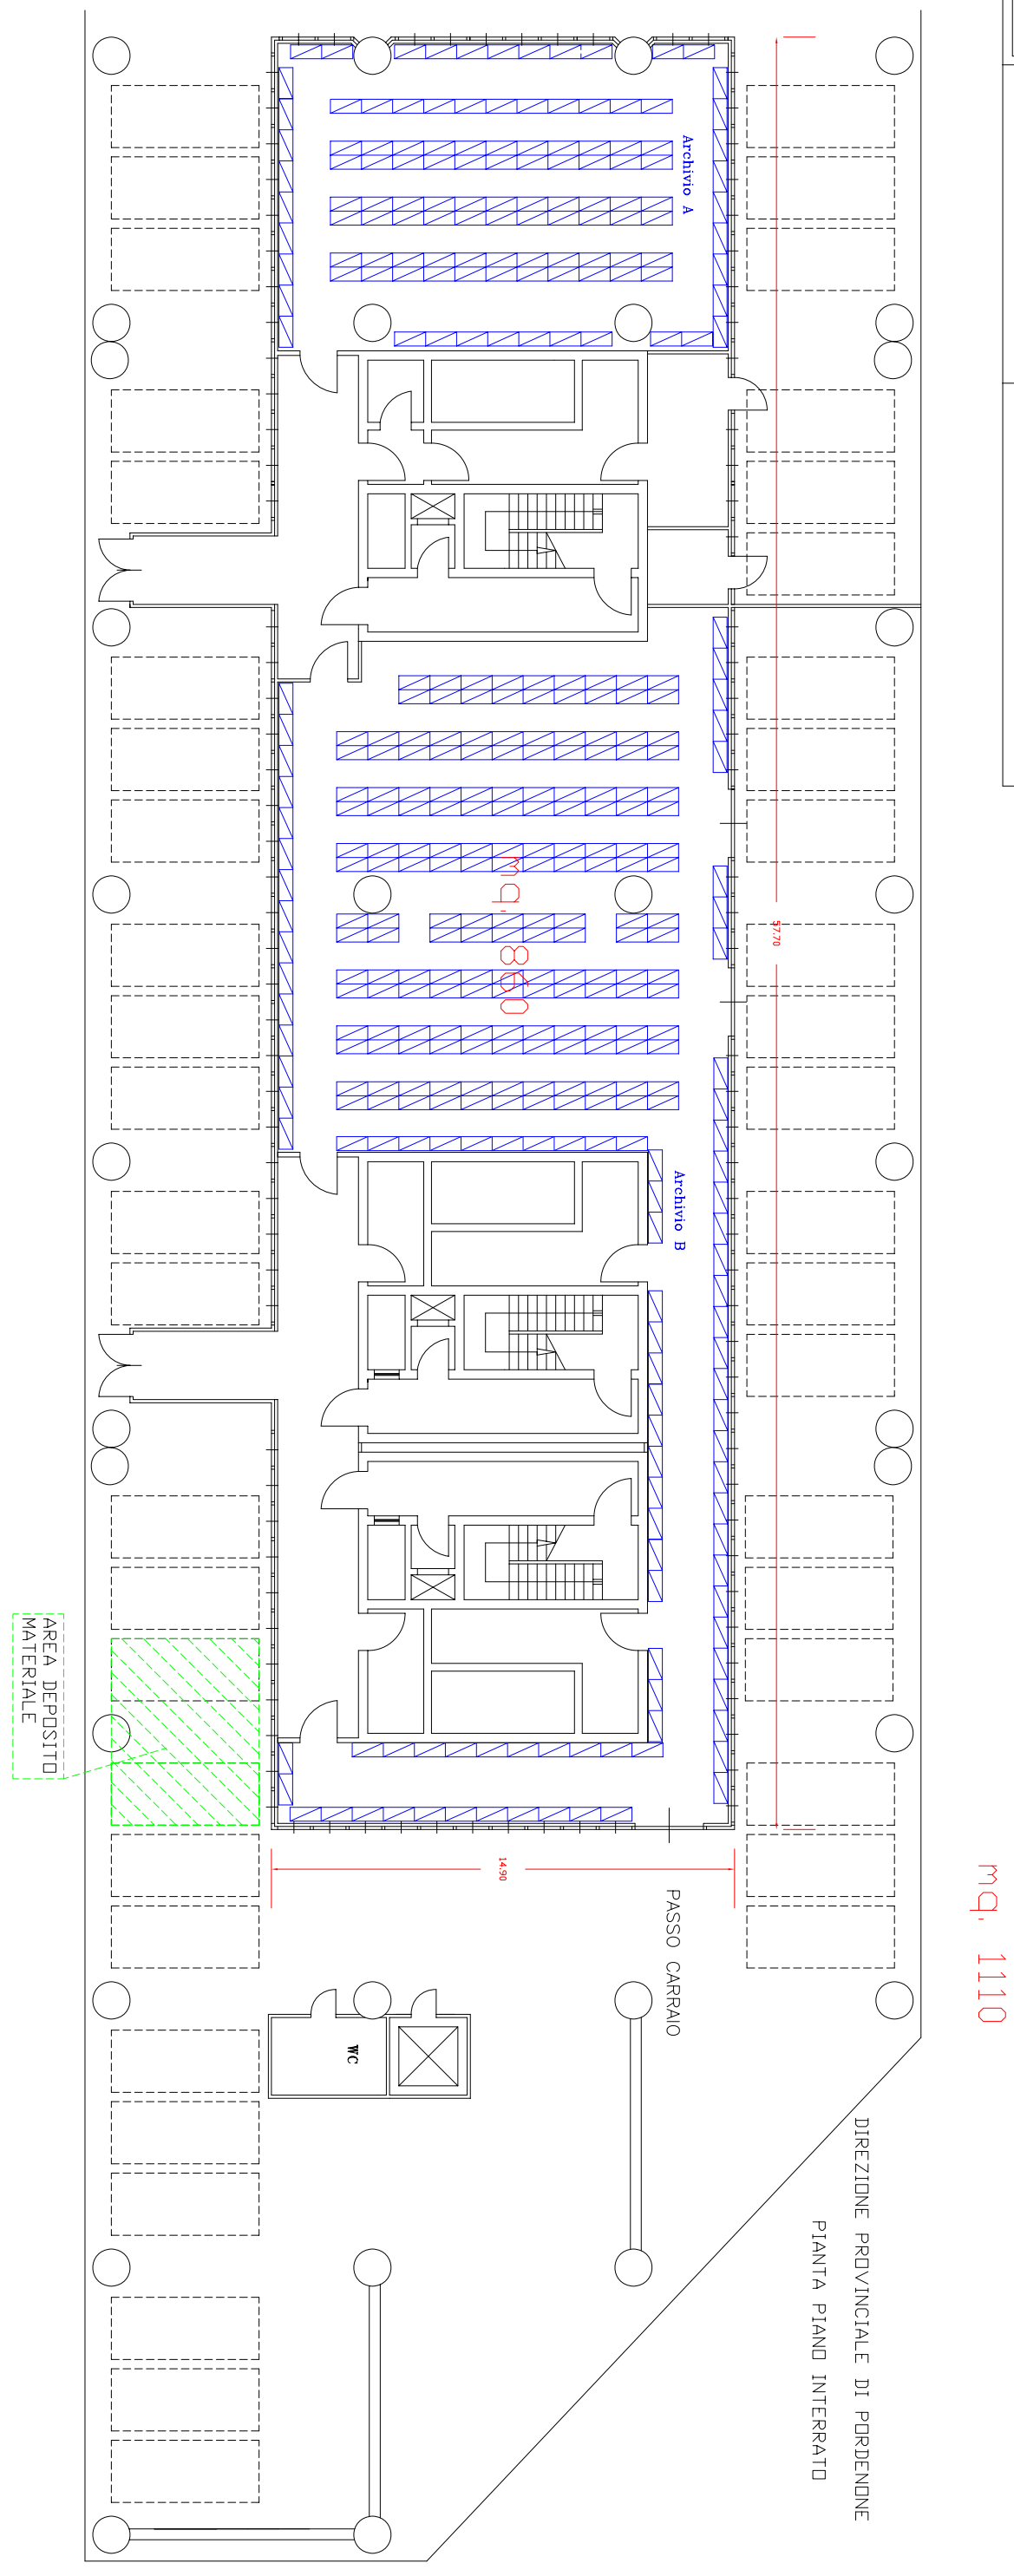 mq. 1110
DIREZIONE PROVINCIALE DI PORDENONE
PIANTA PIANO INTERRATO
57.70
Archivio A
Archivio B
PASSO CARRAIO
mq. 860
14.90
WC
AREA DEPOSITO
MATERIALE